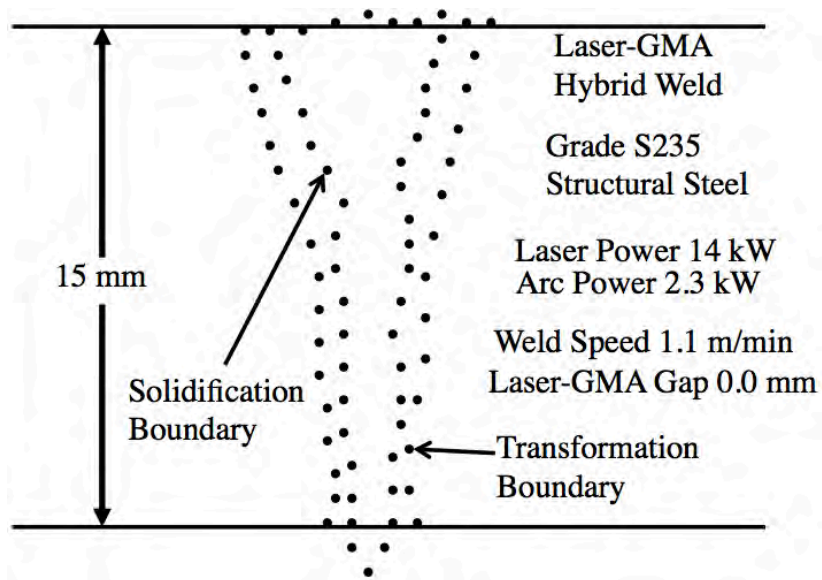 Laser-GMA
Hybrid Weld
Grade S235
Structural Steel
15 mm
Laser Power 14 kW
Arc Power 2.3 kW
Weld Speed 1.1 m/min
Laser-GMA Gap 0.0 mm
Solidification
Boundary
Transformation
Boundary